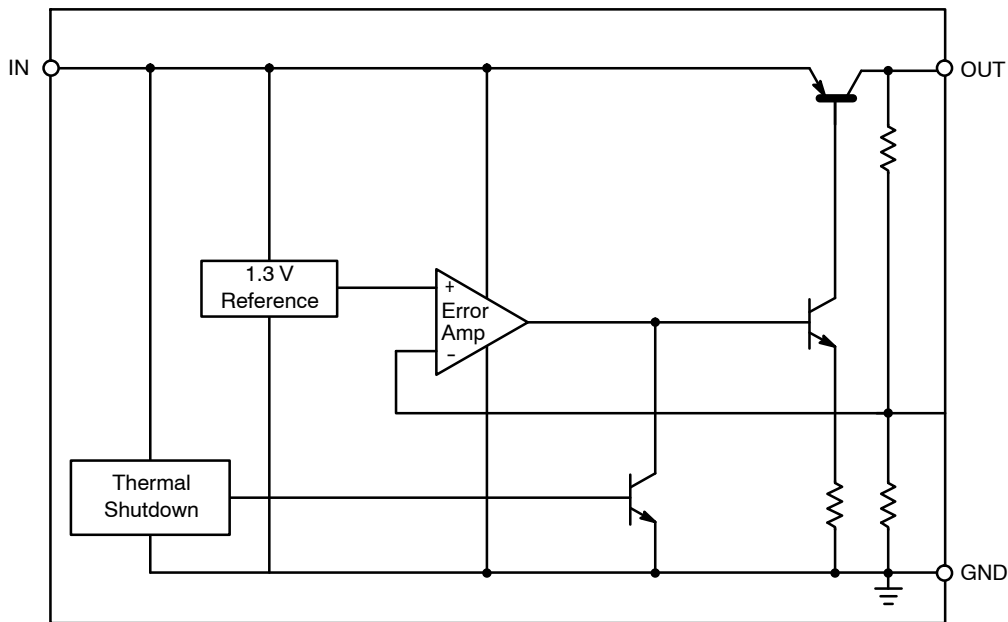 IN
OUT
1.3 V
Reference
+
Error
Amp
-
Thermal
Shutdown
GND